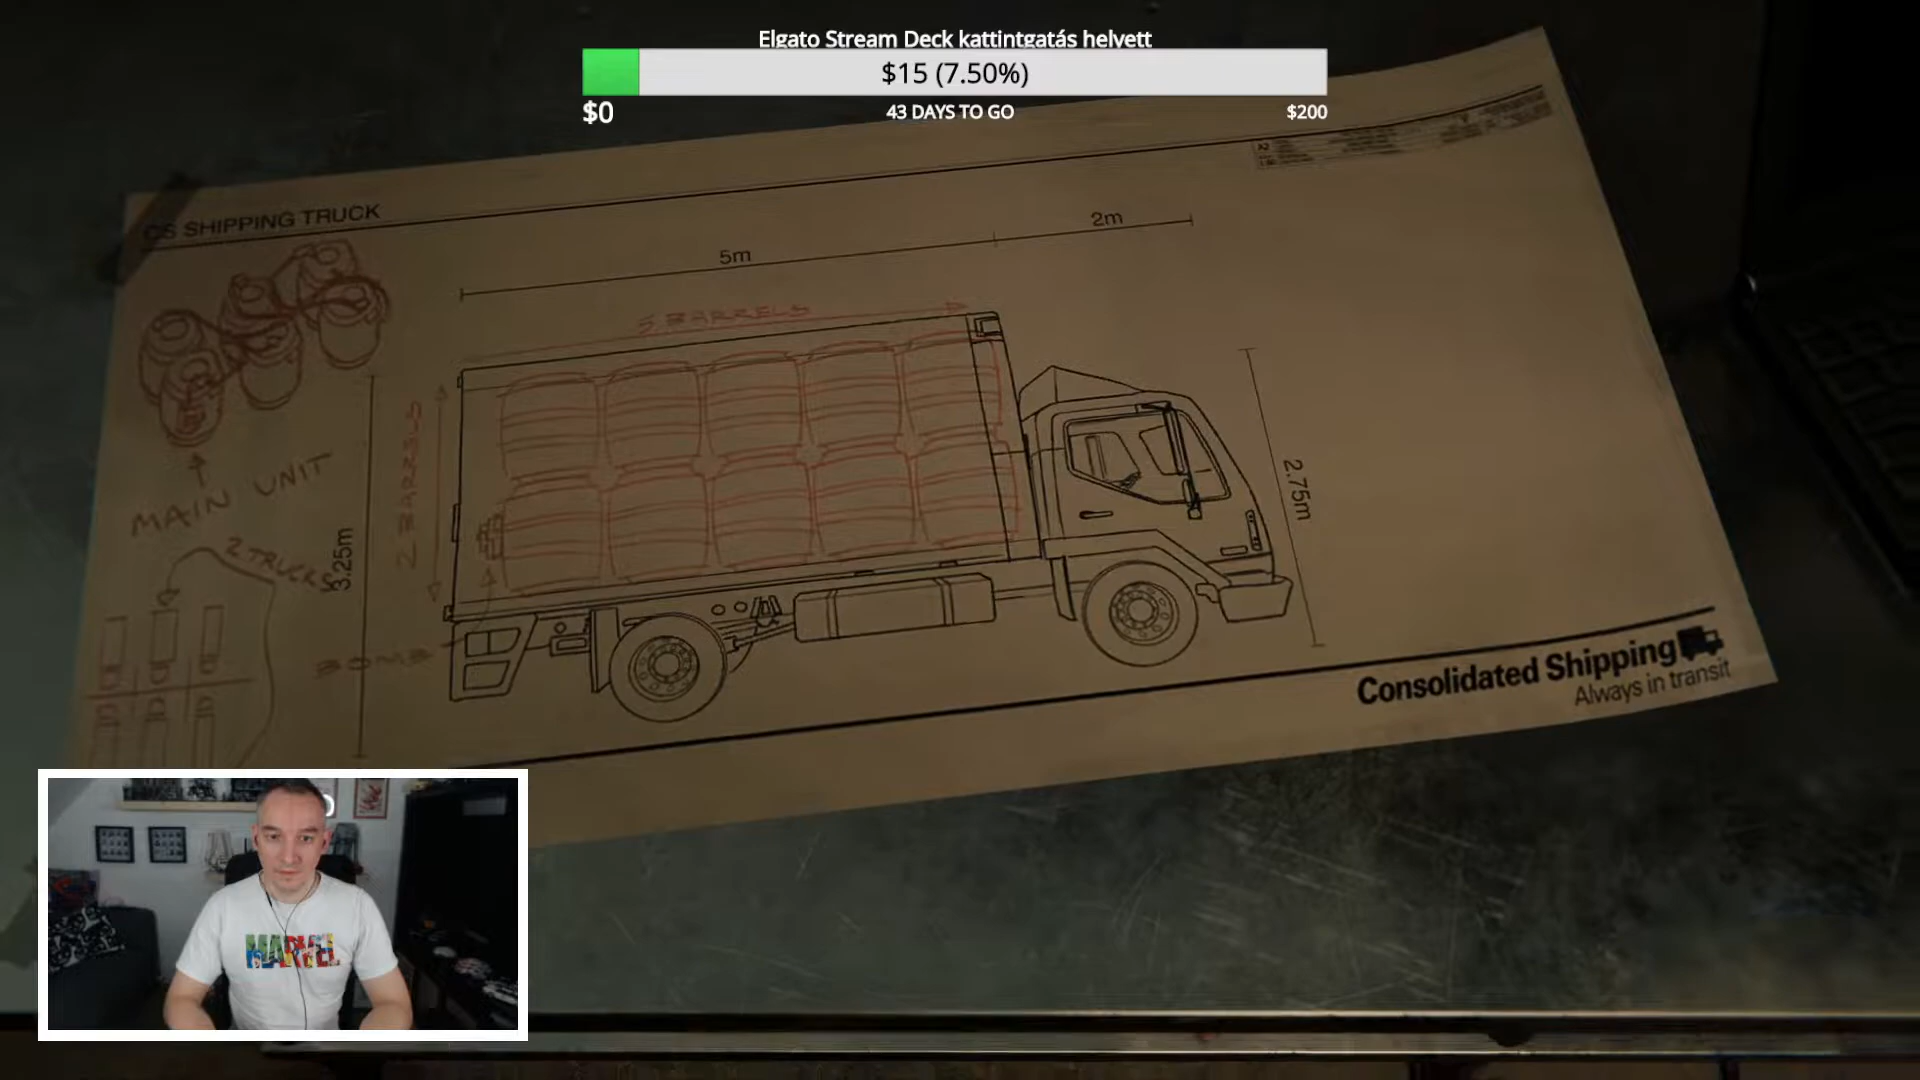 Elgato Stream Deck kattintgatás helyett
$15 (7.50%)
$0
43 DAYS TO GO
$200
CS SHIPPING TRUCK
5m
2m
5 BARRELS
2 BARRELS
MAIN UNIT
2 TRUCKS
3.25m
2.75m
BOMB
Consolidated Shipping
Always in transit
MARVEL